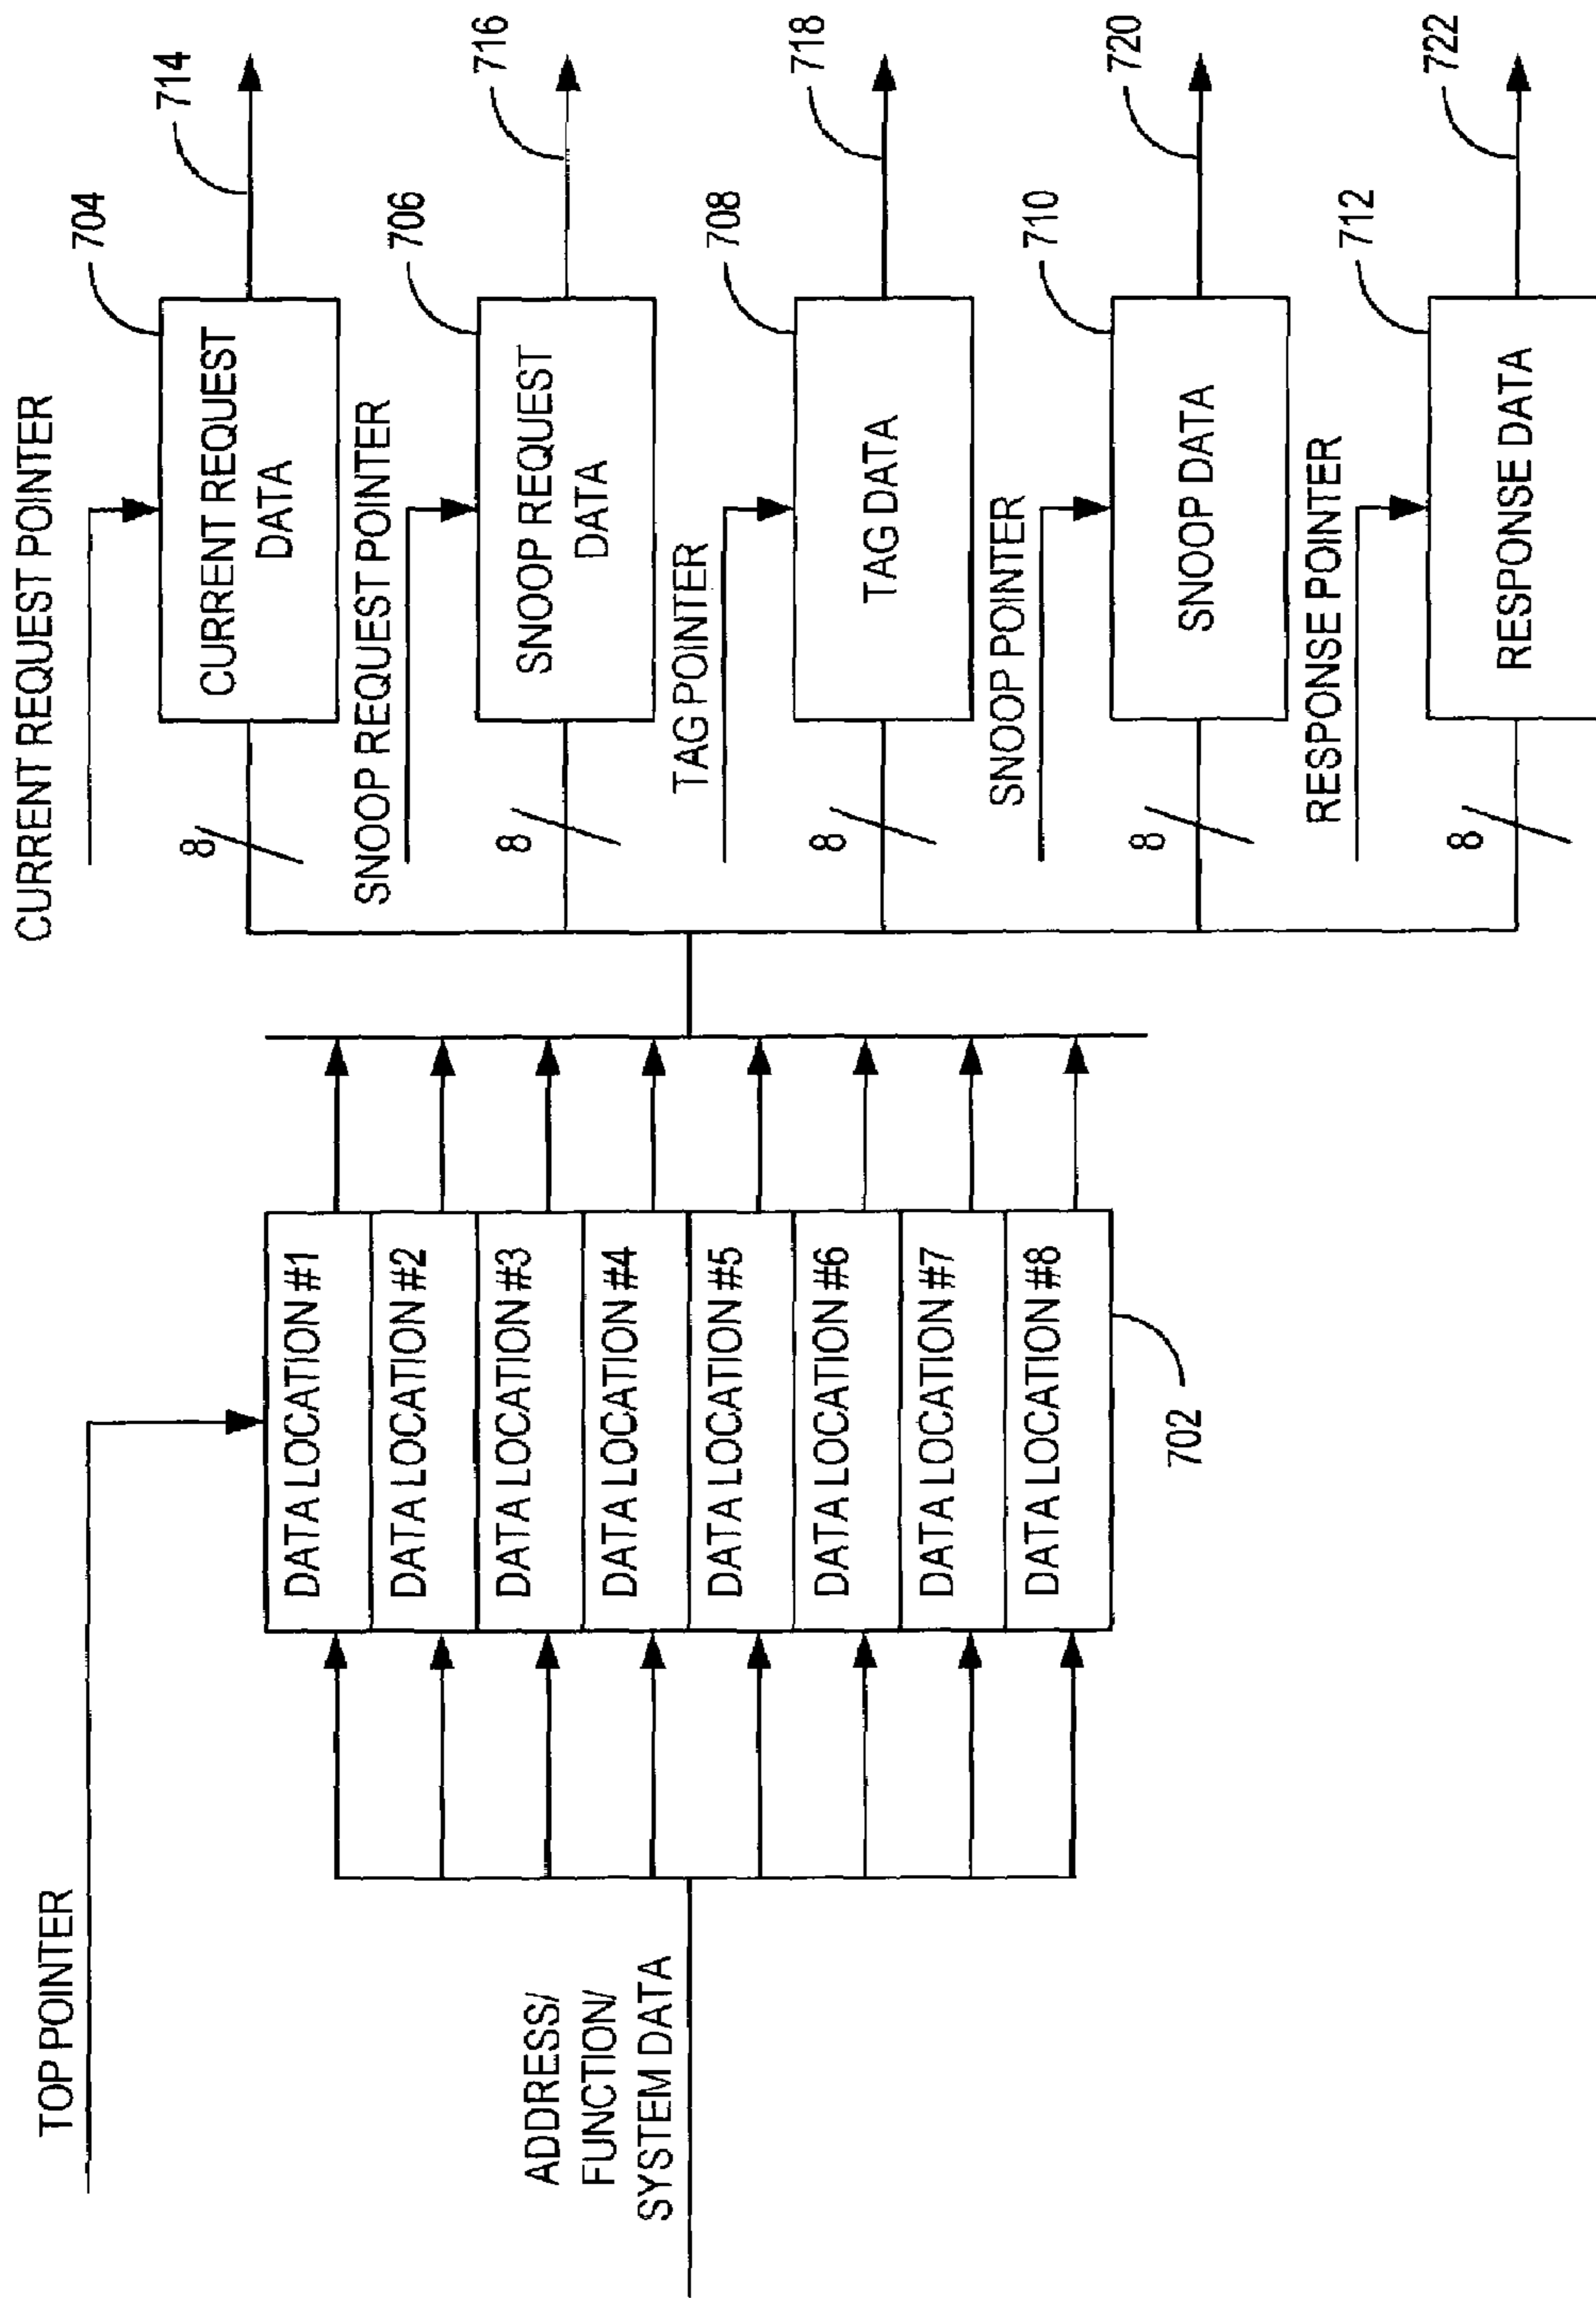 TOP POINTER
ADDRESS/
FUNCTION/
SYSTEM DATA
DATA LOCATION #1
DATA LOCATION #2
DATA LOCATION #3
DATA LOCATION #4
DATA LOCATION #5
DATA LOCATION #6
DATA LOCATION #7
DATA LOCATION #8
702
CURRENT REQUEST POINTER
8
CURRENT REQUEST
DATA
704
714
SNOOP REQUEST POINTER
8
SNOOP REQUEST
DATA
706
716
TAG POINTER
8
TAG DATA
708
718
SNOOP POINTER
8
SNOOP DATA
710
720
RESPONSE POINTER
8
RESPONSE DATA
712
722